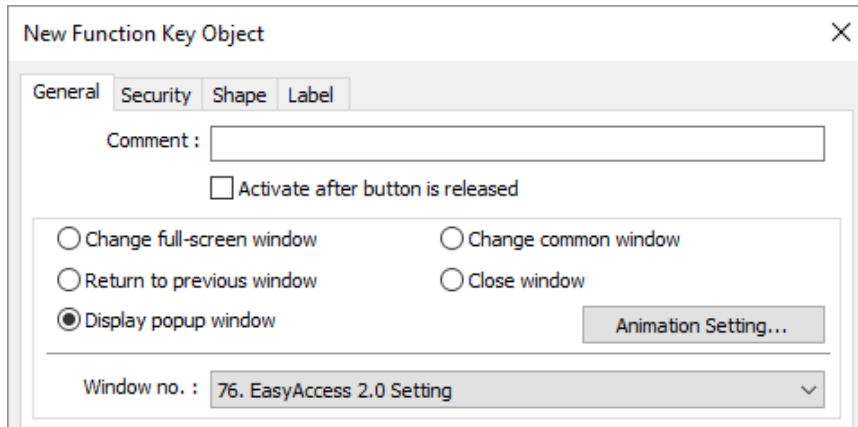 New Function Key Object
General Security Shape Label
Comment :
Activate after button is released
Change full-screen window Change common window
Return to previous window Close window
Display popup window Animation Setting...
Window no. : 76. EasyAccess 2.0 Setting